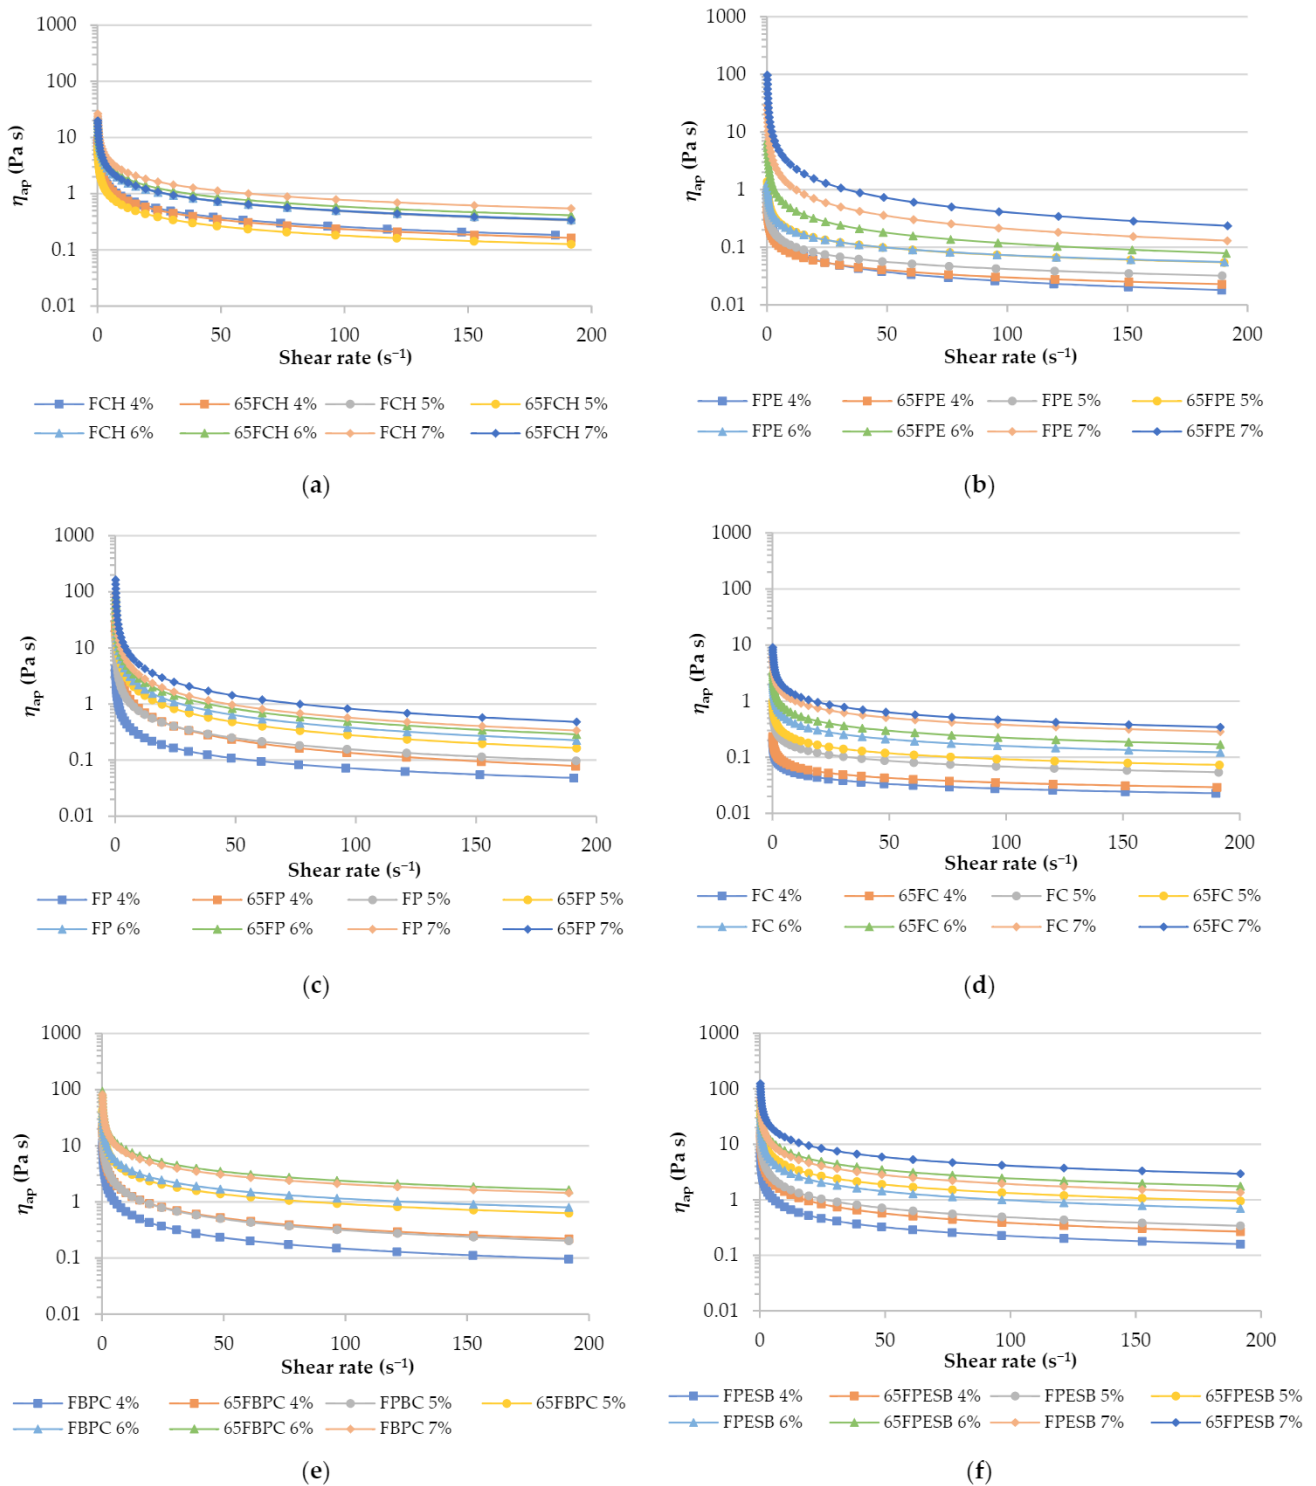 1000
100
10
1
0.1
0.01
ηap (Pa s)
0 50 100 150 200
Shear rate (s−1)
FCH 4% 65FCH 4% FCH 5% 65FCH 5%
FCH 6% 65FCH 6% FCH 7% 65FCH 7%
(a)
1000
100
10
1
0.1
0.01
ηap (Pa s)
0 50 100 150 200
Shear rate (s−1)
FPE 4% 65FPE 4% FPE 5% 65FPE 5%
FPE 6% 65FPE 6% FPE 7% 65FPE 7%
(b)
1000
100
10
1
0.1
0.01
ηap (Pa s)
0 50 100 150 200
Shear rate (s−1)
FP 4% 65FP 4% FP 5% 65FP 5%
FP 6% 65FP 6% FP 7% 65FP 7%
(c)
1000
100
10
1
0.1
0.01
ηap (Pa s)
0 50 100 150 200
Shear rate (s−1)
FC 4% 65FC 4% FC 5% 65FC 5%
FC 6% 65FC 6% FC 7% 65FC 7%
(d)
1000
100
10
1
0.1
0.01
ηap (Pa s)
0 50 100 150 200
Shear rate (s−1)
FBPC 4% 65FBPC 4% FPBC 5% 65FBPC 5%
FBPC 6% 65FBPC 6% FBPC 7%
(e)
1000
100
10
1
0.1
0.01
ηap (Pa s)
0 50 100 150 200
Shear rate (s−1)
FPESB 4% 65FPESB 4% FPESB 5% 65FPESB 5%
FPESB 6% 65FPESB 6% FPESB 7% 65FPESB 7%
(f)